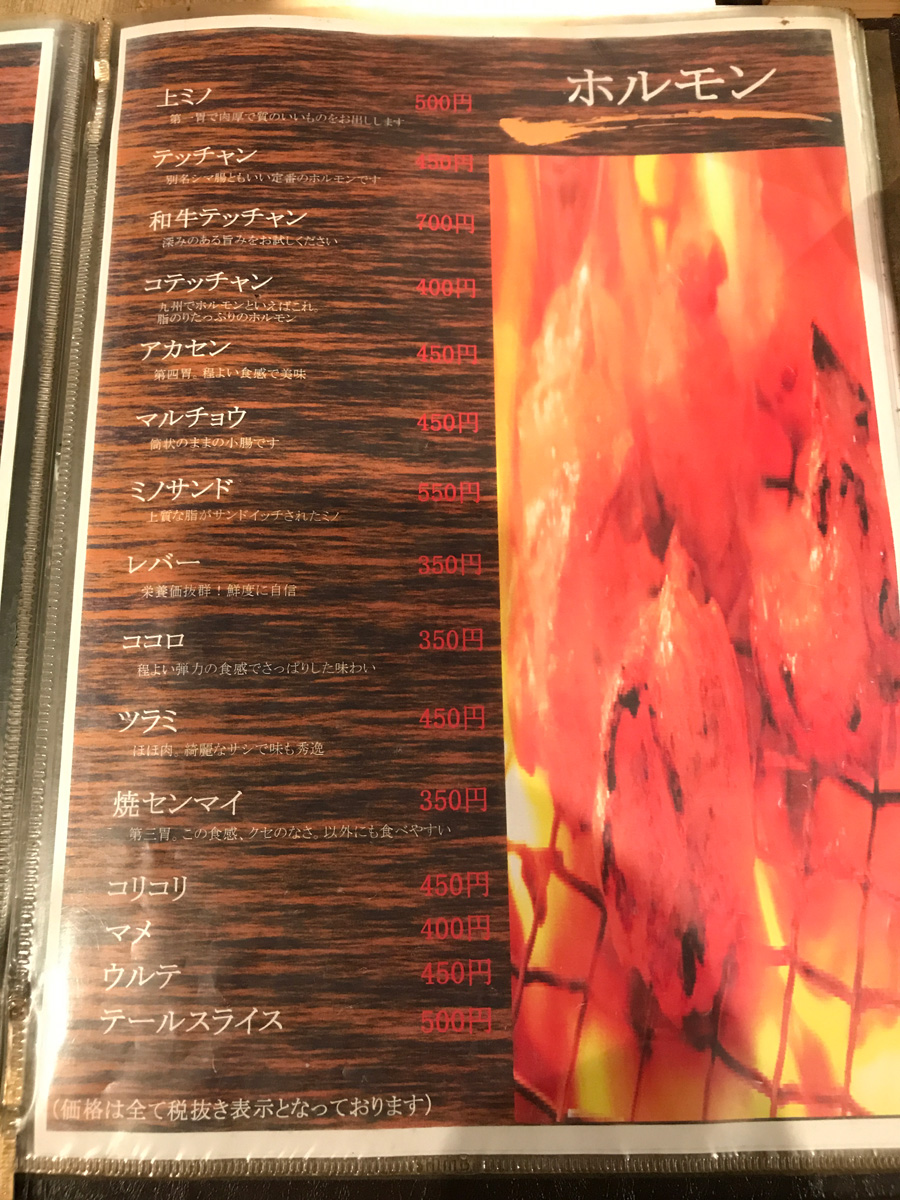 ホルモン
上ミノ 500円
第一胃で肉厚で質のいいものをお出しします
テッチャン 450円
別名シマ腸ともいい定番のホルモンです
和牛テッチャン 700円
深みのある旨みをお試しください
コテッチャン 400円
九州でホルモンといえばこれ。
脂のりたっぷりのホルモン
アカセン 450円
第四胃。程よい食感で美味
マルチョウ 450円
筒状のままの小腸です
ミノサンド 550円
上質な脂がサンドイッチされたミノ
レバー 350円
栄養価抜群！鮮度に自信
ココロ 350円
程よい弾力の食感でさっぱりした味わい
ツラミ 450円
ほほ肉。綺麗なサシで味も秀逸
焼センマイ 350円
第三胃。この食感、クセのなさ。以外にも食べやすい
コリコリ 450円
マメ 400円
ウルテ 450円
テールスライス 500円
（価格は全て税抜き表示となっております）